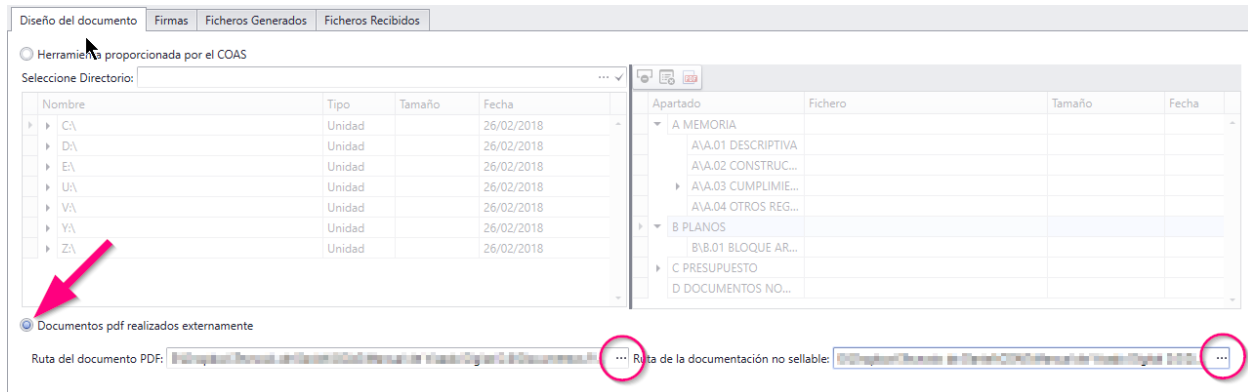 Diseño del documento Firmas Ficheros Generados Ficheros Recibidos
Herramienta proporcionada por el COAS
Seleccione Directorio: ...
Nombre Tipo Tamaño Fecha
C:\ Unidad 26/02/2018
D:\ Unidad 26/02/2018
E:\ Unidad 26/02/2018
U:\ Unidad 26/02/2018
V:\ Unidad 26/02/2018
Y:\ Unidad 26/02/2018
Z:\ Unidad 26/02/2018
Apartado Fichero Tamaño Fecha
A MEMORIA
A\A.01 DESCRIPTIVA
A\A.02 CONSTRUC...
A\A.03 CUMPLIMIE...
A\A.04 OTROS REG...
B PLANOS
B\B.01 BLOQUE AR...
C PRESUPUESTO
D DOCUMENTOS NO...
Documentos pdf realizados externamente
Ruta del documento PDF: ... Ruta de la documentación no sellable: ...